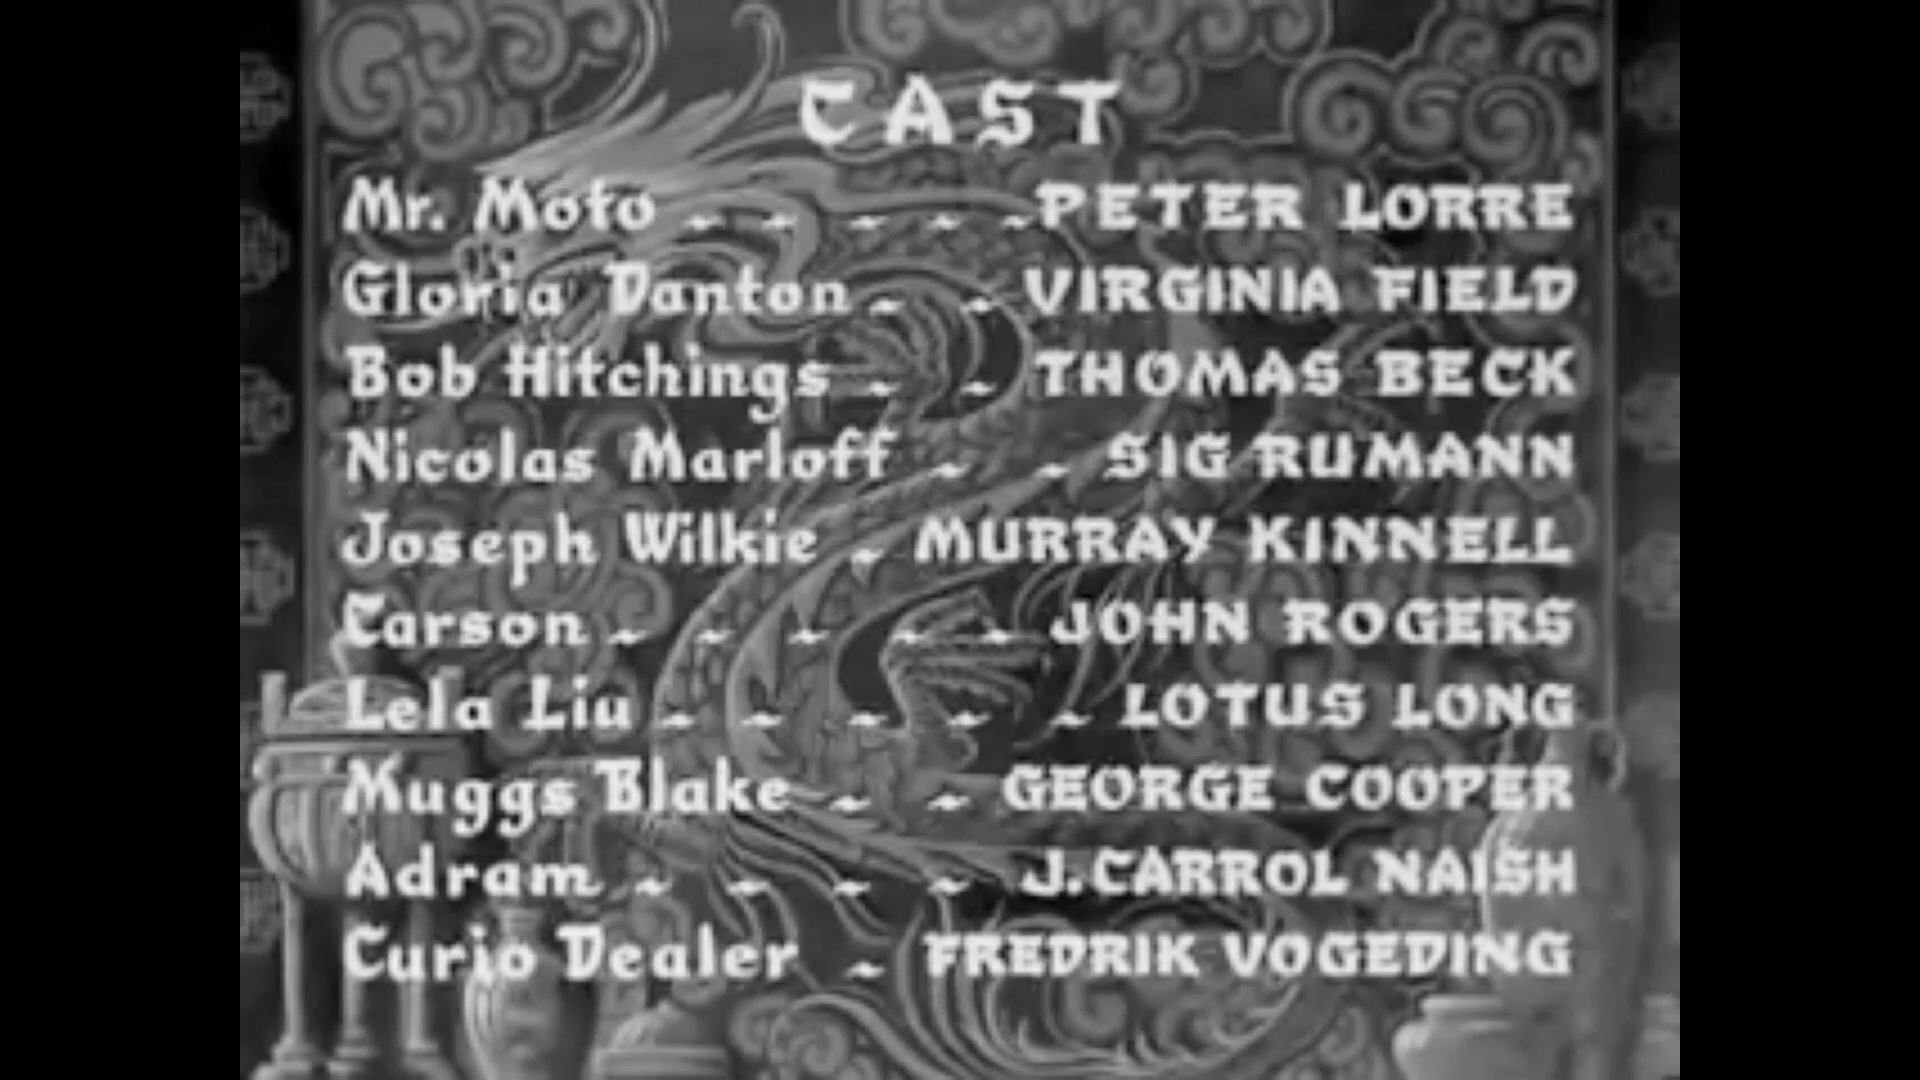 CAST
Mr. Moto - - - - - PETER LORRE
Gloria Danton - - VIRGINIA FIELD
Bob Hitchings - - THOMAS BECK
Nicolas Marloff - - SIG RUMANN
Joseph Wilkie - MURRAY KINNELL
Carson - - - - - JOHN ROGERS
Lela Liu - - - - - LOTUS LONG
Muggs Blake - - GEORGE COOPER
Adram - - - - J. CARROL NAISH
Curio Dealer - FREDRIK VOGEDING